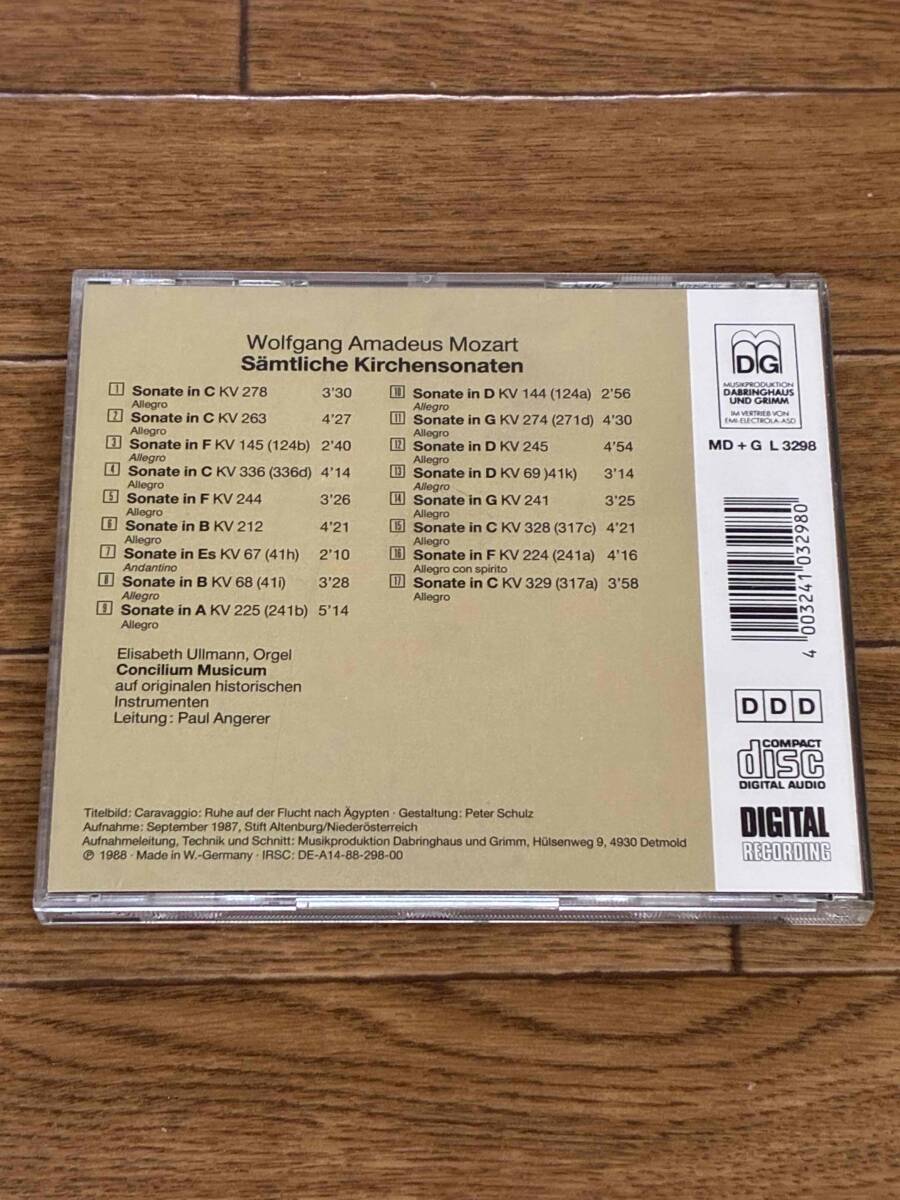 Wolfgang Amadeus Mozart
Sämtliche Kirchensonaten
1 Sonate in C KV 278 3'30
Allegro
2 Sonate in C KV 263 4'27
Allegro
3 Sonate in F KV 145 (124b) 2'40
Allegro
4 Sonate in C KV 336 (336d) 4'14
Allegro
5 Sonate in F KV 244 3'26
Allegro
6 Sonate in B KV 212 4'21
Allegro
7 Sonate in Es KV 67 (41h) 2'10
Andantino
8 Sonate in B KV 68 (41i) 3'28
Allegro
9 Sonate in A KV 225 (241b) 5'14
Allegro
10 Sonate in D KV 144 (124a) 2'56
Allegro
11 Sonate in G KV 274 (271d) 4'30
Allegro
12 Sonate in D KV 245 4'54
Allegro
13 Sonate in D KV 69 )41k) 3'14
Allegro
14 Sonate in G KV 241 3'25
Allegro
15 Sonate in C KV 328 (317c) 4'21
Allegro
16 Sonate in F KV 224 (241a) 4'16
Allegro con spirito
17 Sonate in C KV 329 (317a) 3'58
Allegro
Elisabeth Ullmann, Orgel
Concilium Musicum
auf originalen historischen
Instrumenten
Leitung: Paul Angerer
Titelbild: Caravaggio: Ruhe auf der Flucht nach Ägypten · Gestaltung: Peter Schulz
Aufnahme: September 1987, Stift Altenburg/Niederösterreich
Aufnahmeleitung, Technik und Schnitt: Musikproduktion Dabringhaus und Grimm, Hülsenweg 9, 4930 Detmold
℗ 1988 · Made in W.-Germany · IRSC: DE-A14-88-298-00
M
DG
MUSIKPRODUKTION
DABRINGHAUS
UND GRIMM
IM VERTRIEB VON
EMI-ELECTROLA-ASD
MD + G L 3298
4 003241 032980
DDD
COMPACT
disc
DIGITAL AUDIO
DIGITAL
RECORDING